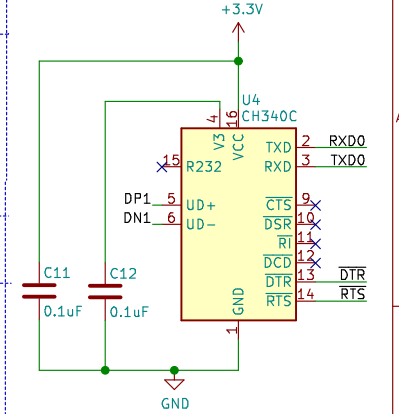 +3.3V
U4
CH340C
4
16
V3
VCC
15
R232
TXD
2
RXD0
RXD
3
TXD0
DP1
5
UD+
DN1
6
UD-
CTS
9
DSR
10
RI
11
DCD
12
DTR
13
DTR
RTS
14
RTS
C11
0.1uF
C12
0.1uF
GND
1
GND